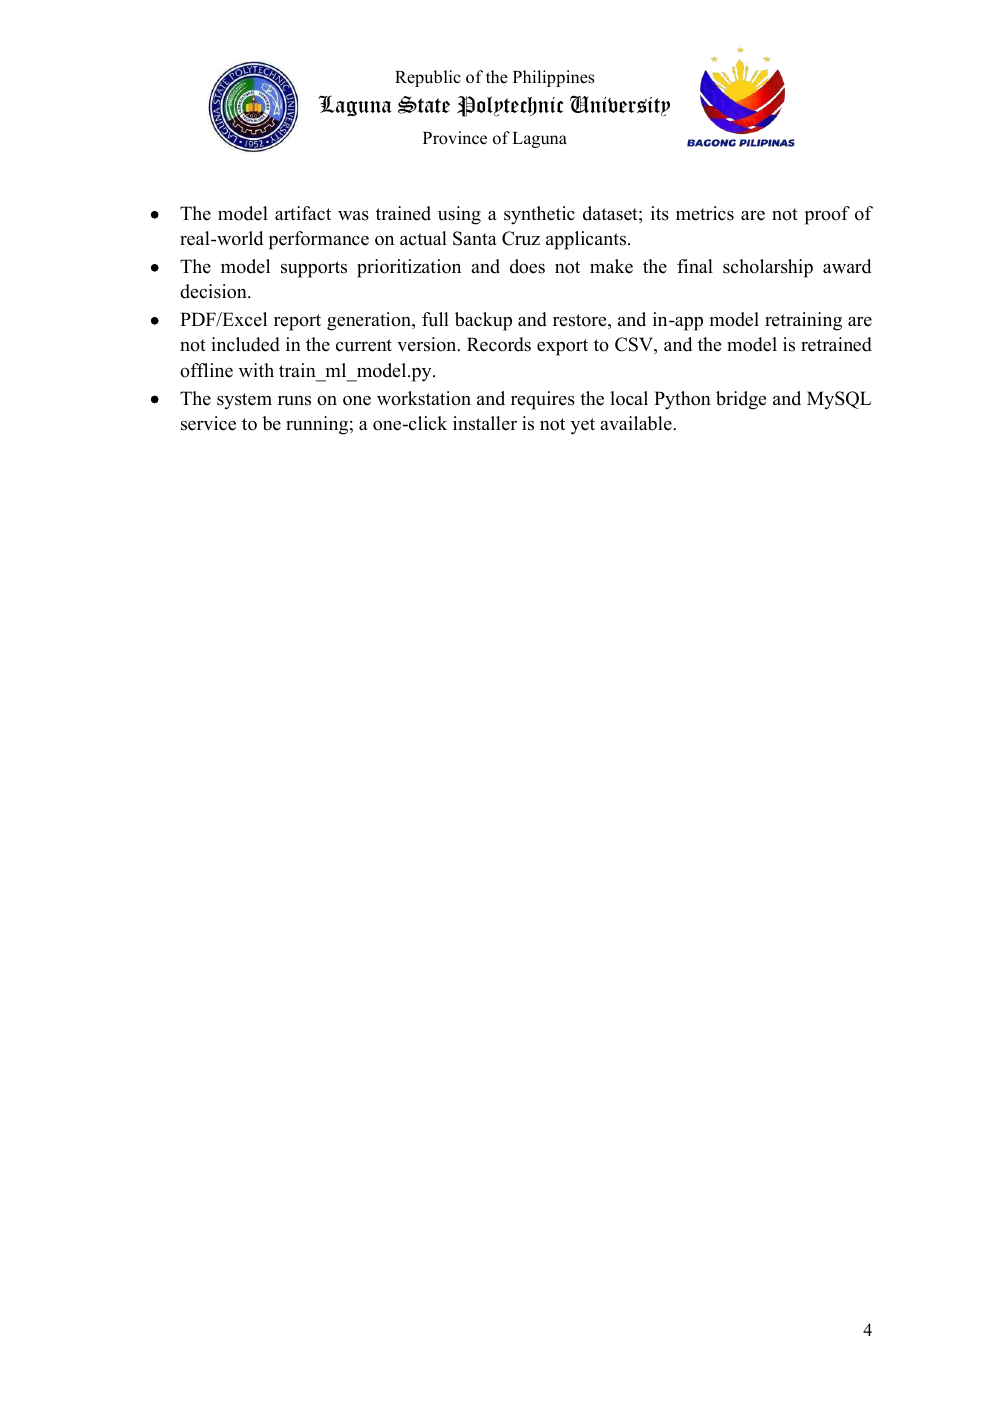 Republic of the Philippines
Laguna State Polytechnic University
Province of Laguna
LAGUNA STATE POLYTECHNIC UNIVERSITY
1952
BAGONG PILIPINAS
● The model artifact was trained using a synthetic dataset; its metrics are not proof of
real-world performance on actual Santa Cruz applicants.
● The model supports prioritization and does not make the final scholarship award
decision.
● PDF/Excel report generation, full backup and restore, and in-app model retraining are
not included in the current version. Records export to CSV, and the model is retrained
offline with train_ml_model.py.
● The system runs on one workstation and requires the local Python bridge and MySQL
service to be running; a one-click installer is not yet available.
4